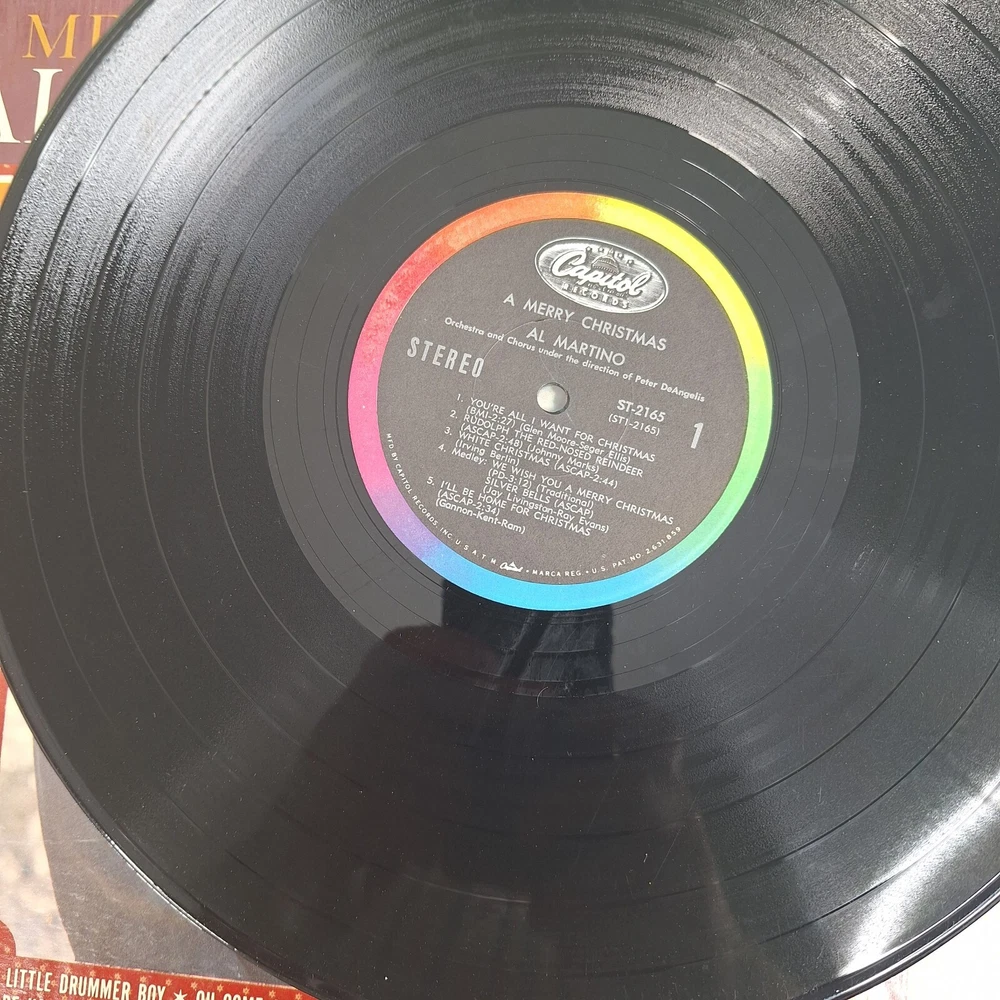 CAPITOL
Capitol
RECORDS
A MERRY CHRISTMAS
AL MARTINO
Orchestra and Chorus under the direction of Peter DeAngelis
STEREO
ST-2165
(ST1-2165)
1
1. YOU'RE ALL I WANT FOR CHRISTMAS
(BMI-2:27) (Glen Moore-Seger Ellis)
2. RUDOLPH THE RED-NOSED REINDEER
(ASCAP-2:48) (Johnny Marks)
3. WHITE CHRISTMAS (ASCAP-2:44)
(Irving Berlin)
4. Medley: WE WISH YOU A MERRY CHRISTMAS
(PD-3:12) (Traditional)
SILVER BELLS (ASCAP)
(Jay Livingston-Ray Evans)
5. I'LL BE HOME FOR CHRISTMAS
(ASCAP-2:34)
(Gannon-Kent-Ram)
MFD. BY CAPITOL RECORDS, INC. U.S.A. T.M. Capitol • MARCA REG. • U.S. PAT. NO. 2,631,859
LITTLE DRUMMER BOY ★ OH COME